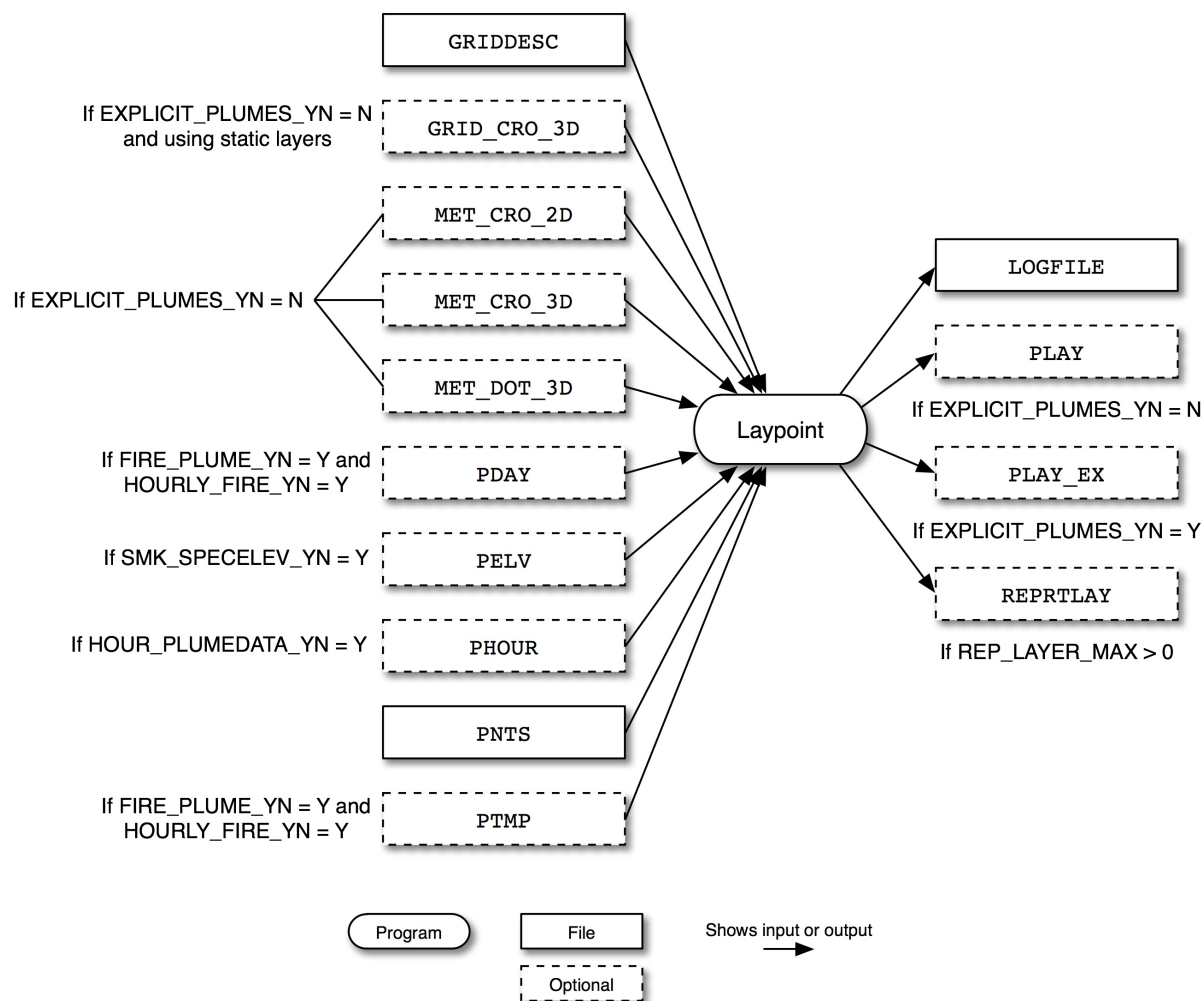 GRIDDESC
If EXPLICIT_PLUMES_YN = N
and using static layers
GRID_CRO_3D
MET_CRO_2D
If EXPLICIT_PLUMES_YN = N
MET_CRO_3D
MET_DOT_3D
If FIRE_PLUME_YN = Y and
HOURLY_FIRE_YN = Y
PDAY
If SMK_SPECELEV_YN = Y
PELV
If HOUR_PLUMEDATA_YN = Y
PHOUR
PNTS
If FIRE_PLUME_YN = Y and
HOURLY_FIRE_YN = Y
PTMP
Laypoint
LOGFILE
PLAY
If EXPLICIT_PLUMES_YN = N
PLAY_EX
If EXPLICIT_PLUMES_YN = Y
REPRTLAY
If REP_LAYER_MAX > 0
Program
File
Shows input or output
Optional